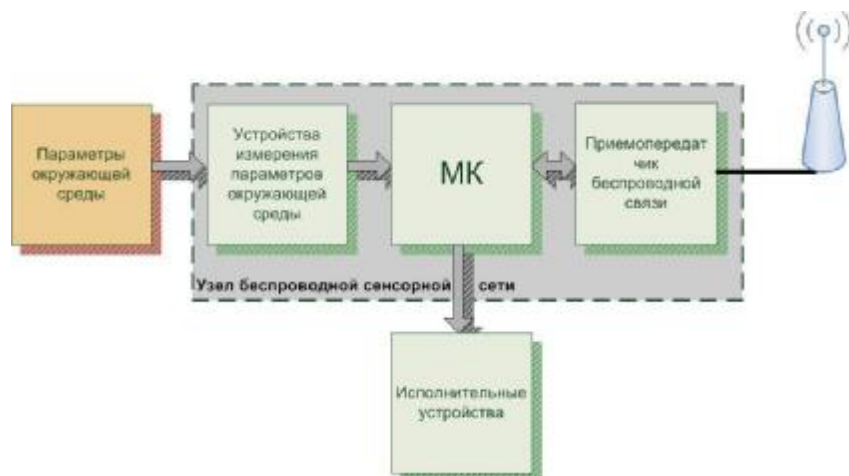 Параметры
окружающей
среды
Устройства
измерения
параметров
окружающей
среды
МК
Приемопередат
чик
беспроводной
связи
Узел беспроводной сенсорной сети
Исполнительные
устройства